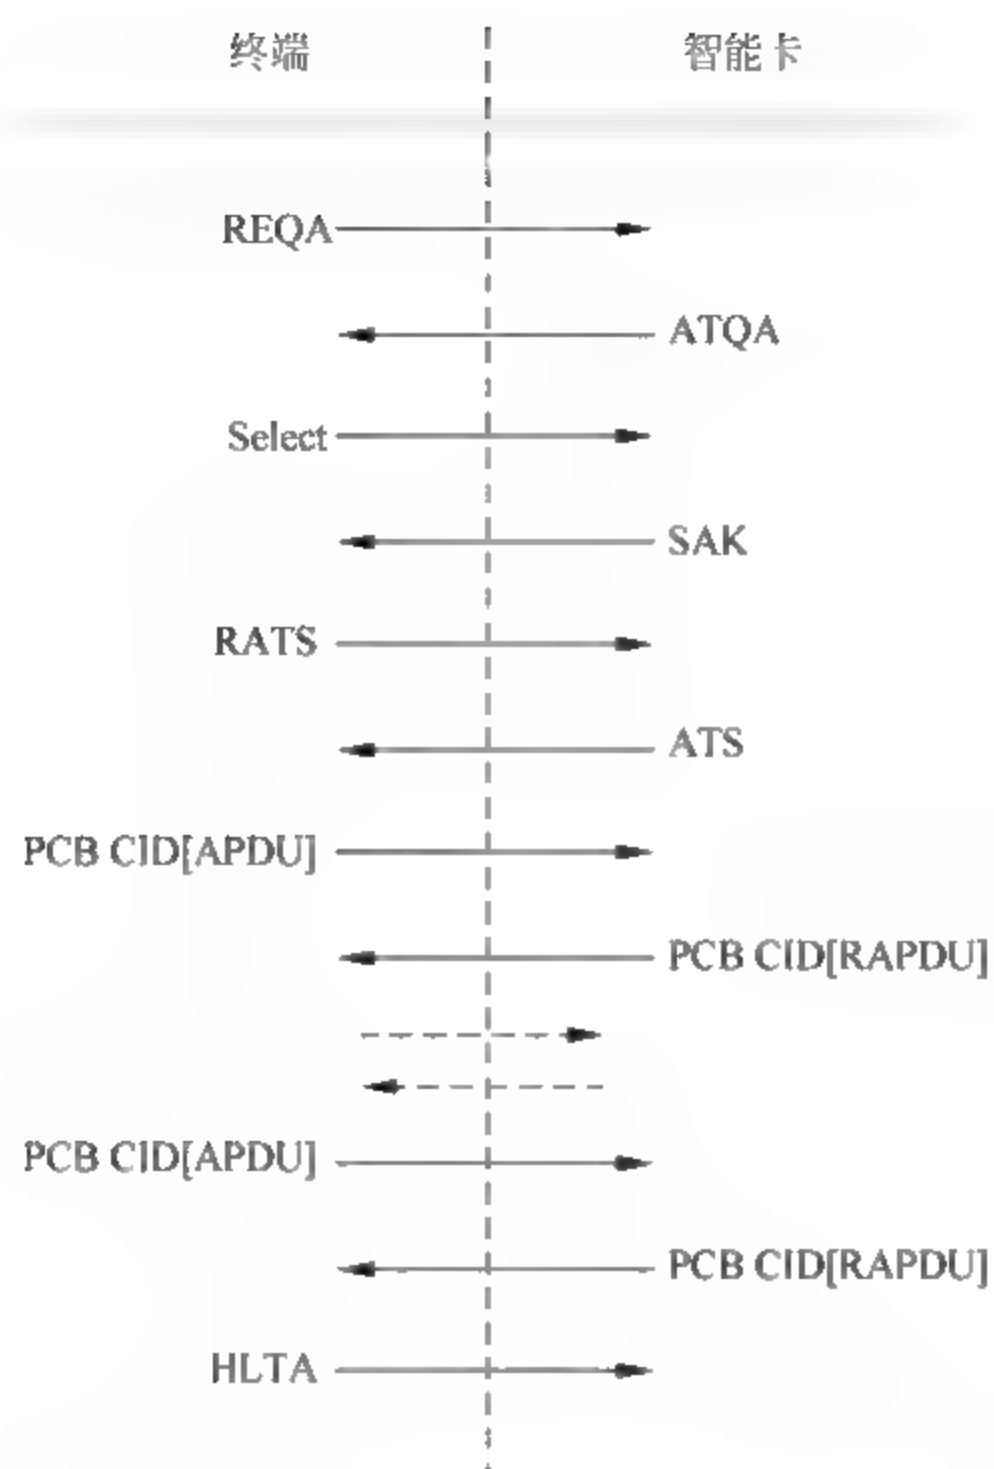 终端 智能卡
REQA
ATQA
Select
SAK
RATS
ATS
PCB CID[APDU]
PCB CID[RAPDU]
PCB CID[APDU]
PCB CID[RAPDU]
HLTA